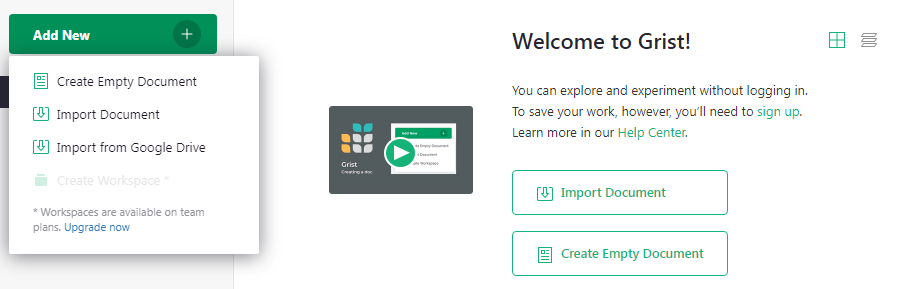 Add New
Create Empty Document
Import Document
Import from Google Drive
Create Workspace *
* Workspaces are available on team
plans. Upgrade now
Grist
Creating a doc
Add New
Empty Document
Document
Workspace
Welcome to Grist!
You can explore and experiment without logging in.
To save your work, however, you'll need to sign up.
Learn more in our Help Center.
Import Document
Create Empty Document